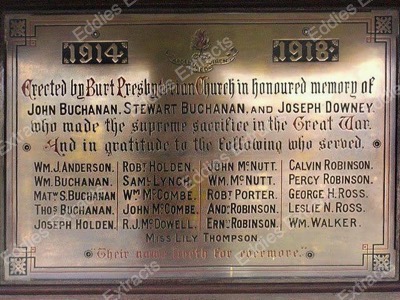 1914· 1918·
Erected by Burt Presbyterian Church in honoured memory of
JOHN BUCHANAN. STEWART BUCHANAN. AND JOSEPH DOWNEY.
who made the supreme sacrifice in the Great War.
And in gratitude to the following who served.
WM. J. ANDERSON. ROBT HOLDEN. JOHN McNUTT. CALVIN ROBINSON.
WM. BUCHANAN. SAML LYNCH. WM. McNUTT. PERCY ROBINSON.
MATW S. BUCHANAN WM McCOMBE. ROBT PORTER. GEORGE H. ROSS.
THOS BUCHANAN. JOHN McCOMBE. ANDW ROBINSON. LESLIE N. ROSS.
JOSEPH HOLDEN. R.J. McDOWELL. ERNT ROBINSON. WM. WALKER.
MISS LILY THOMPSON
"Their name liveth for evermore."
Eddies Extracts